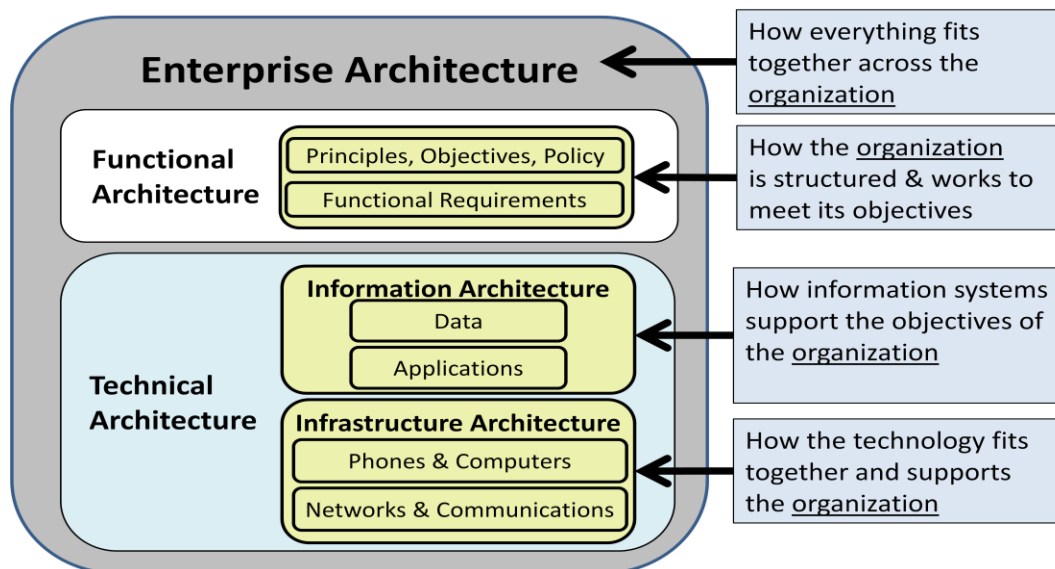 Enterprise Architecture
How everything fits
together across the
organization
Functional
Architecture
Principles, Objectives, Policy
Functional Requirements
How the organization
is structured & works to
meet its objectives
Technical
Architecture
Information Architecture
Data
Applications
How information systems
support the objectives of
the organization
Infrastructure Architecture
Phones & Computers
Networks & Communications
How the technology fits
together and supports
the organization